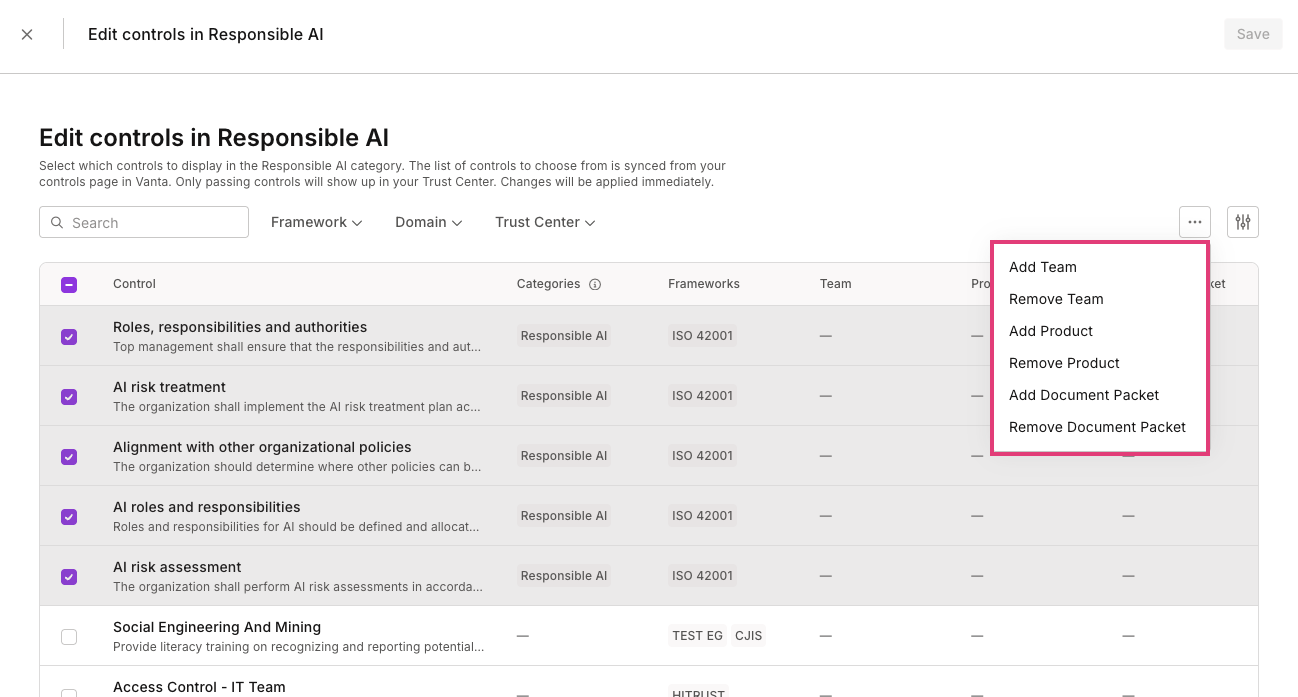 Edit controls in Responsible AI
Save
Edit controls in Responsible AI
Select which controls to display in the Responsible AI category. The list of controls to choose from is synced from your
controls page in Vanta. Only passing controls will show up in your Trust Center. Changes will be applied immediately.
Search
Framework
Domain
Trust Center
Add Team
Remove Team
Add Product
Remove Product
Add Document Packet
Remove Document Packet
Control Categories Frameworks Team
Roles, responsibilities and authorities
Top management shall ensure that the responsibilities and aut...
Responsible AI
ISO 42001
—
—
AI risk treatment
The organization shall implement the AI risk treatment plan ac...
Responsible AI
ISO 42001
—
—
Alignment with other organizational policies
The organization should determine where other policies can b...
Responsible AI
ISO 42001
—
—
—
AI roles and responsibilities
Roles and responsibilities for AI should be defined and allocat...
Responsible AI
ISO 42001
—
—
—
AI risk assessment
The organization shall perform AI risk assessments in accorda...
Responsible AI
ISO 42001
—
—
—
Social Engineering And Mining
Provide literacy training on recognizing and reporting potential...
—
TEST EG CJIS
—
—
—
Access Control - IT Team
—
HITRUST
—
—
—